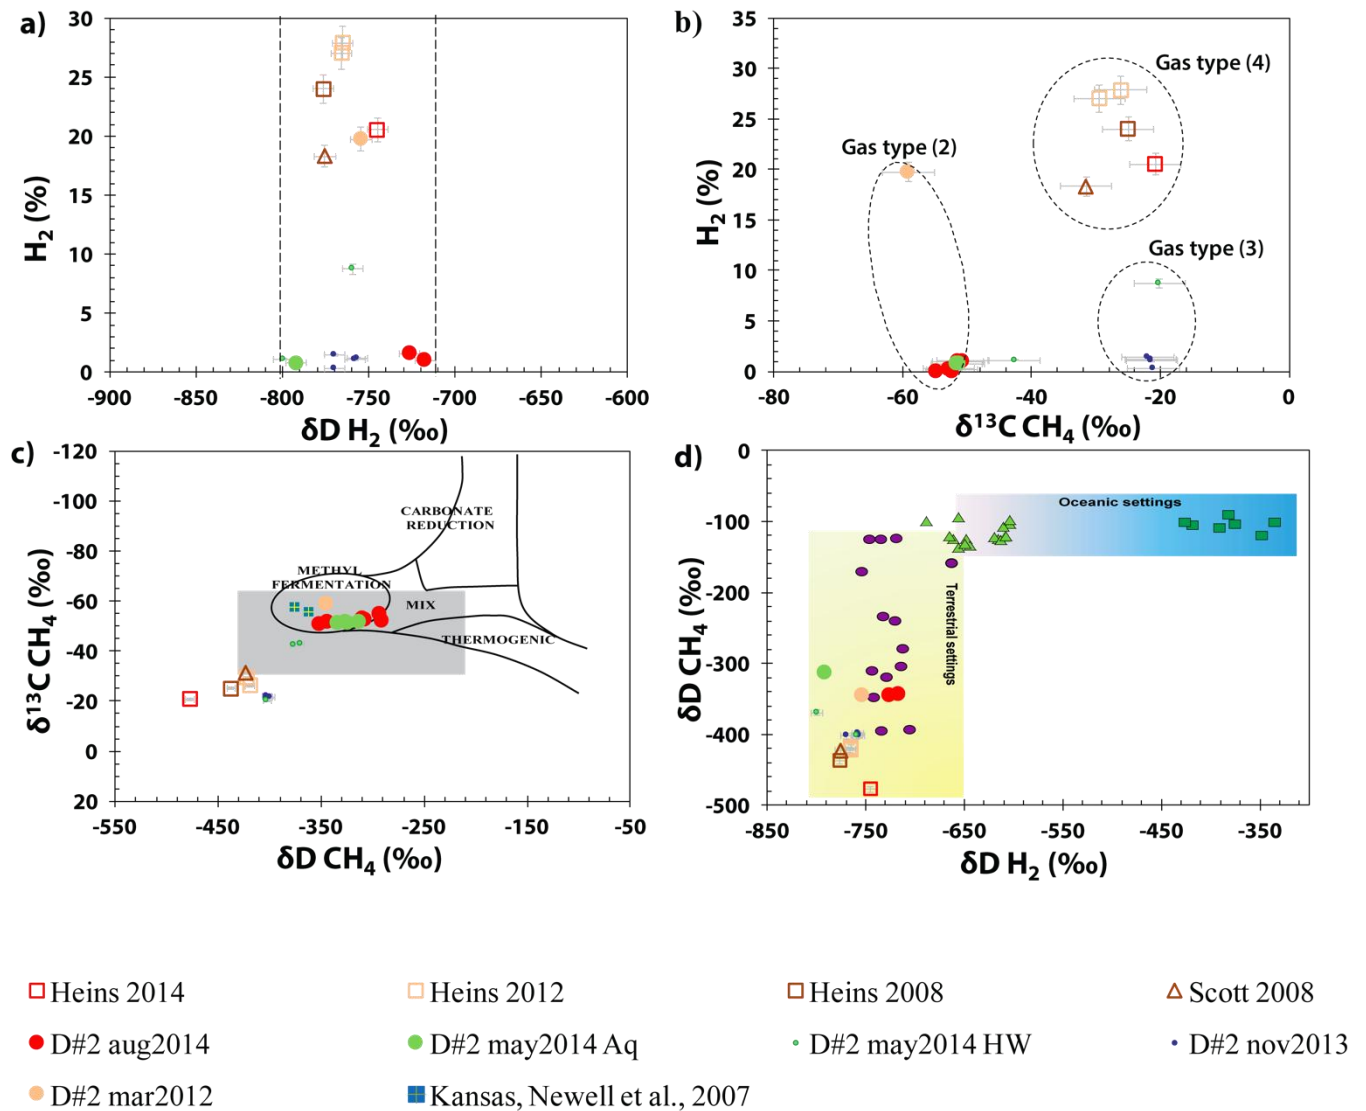 a)
30
25
20
15
10
5
0
H2 (%)
-900 -850 -800 -750 -700 -650 -600
δD H2 (‰)
b)
35
30
25
20
15
10
5
0
H2 (%)
Gas type (4)
Gas type (2)
Gas type (3)
-80 -60 -40 -20 0
δ13C CH4 (‰)
c)
-120
-100
-80
-60
-40
-20
0
20
δ13C CH4 (‰)
CARBONATE
REDUCTION
METHYL
FERMENTATION
MIX
THERMOGENIC
-550 -450 -350 -250 -150 -50
δD CH4 (‰)
d)
0
-100
-200
-300
-400
-500
δD CH4 (‰)
Oceanic settings
Terrestrial settings
-850 -750 -650 -550 -450 -350
δD H2 (‰)
Heins 2014 Heins 2012 Heins 2008 Scott 2008
D#2 aug2014 D#2 may2014 Aq D#2 may2014 HW D#2 nov2013
D#2 mar2012 Kansas, Newell et al., 2007